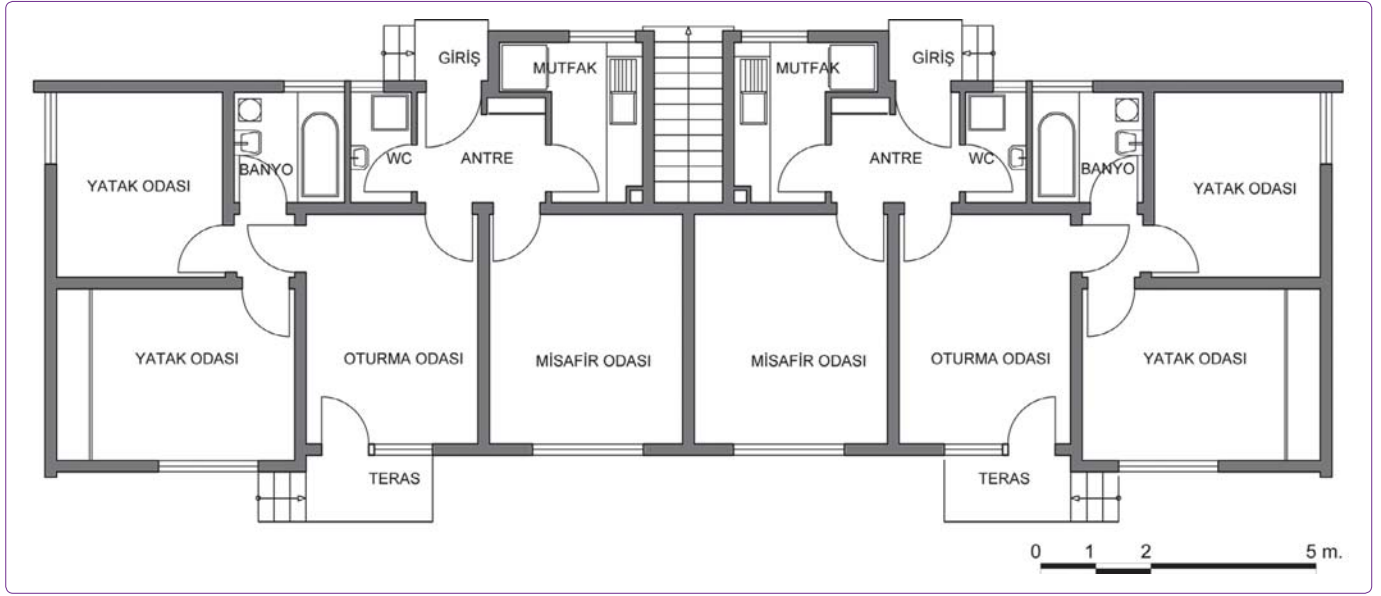 GİRİŞ
MUTFAK
MUTFAK
GİRİŞ
YATAK ODASI
BANYO
WC
ANTRE
ANTRE
WC
BANYO
YATAK ODASI
YATAK ODASI
OTURMA ODASI
MİSAFİR ODASI
MİSAFİR ODASI
OTURMA ODASI
YATAK ODASI
TERAS
TERAS
0 1 2 5 m.